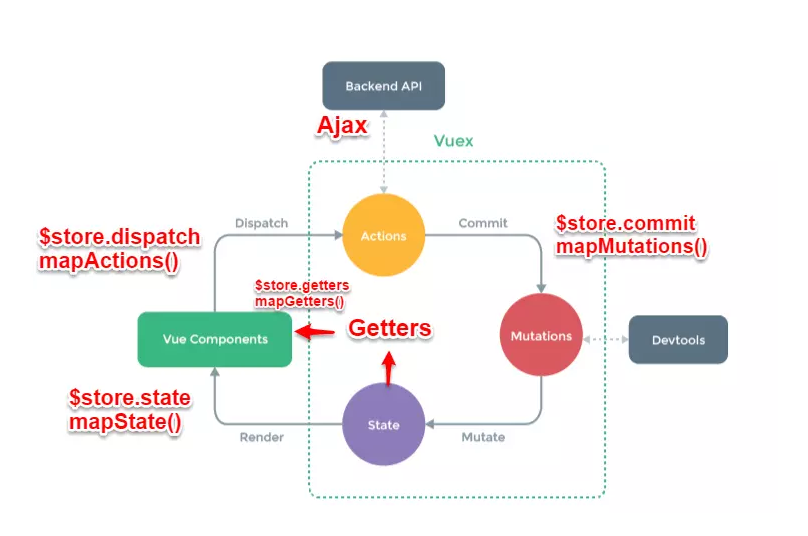 Backend API
Ajax
Vuex
Dispatch
Commit
$store.dispatch
mapActions()
Actions
$store.commit
mapMutations()
$store.getters
mapGetters()
Getters
Vue Components
Mutations
Devtools
$store.state
mapState()
State
Render
Mutate